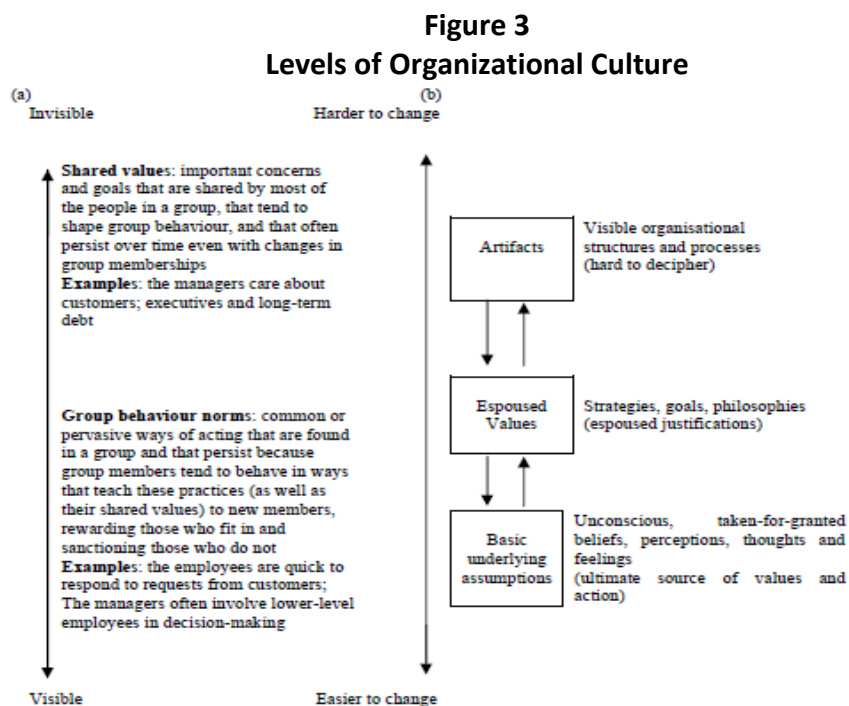 Figure 3
Levels of Organizational Culture
(a)
(b)
Invisible
Harder to change
Shared values: important concerns
and goals that are shared by most of
the people in a group, that tend to
shape group behaviour, and that often
persist over time even with changes in
group memberships
Examples: the managers care about
customers; executives and long-term
debt
Group behaviour norms: common or
pervasive ways of acting that are found
in a group and that persist because
group members tend to behave in ways
that teach these practices (as well as
their shared values) to new members,
rewarding those who fit in and
sanctioning those who do not
Examples: the employees are quick to
respond to requests from customers;
The managers often involve lower-level
employees in decision-making
Visible
Easier to change
Artifacts
Visible organisational
structures and processes
(hard to decipher)
Espoused
Values
Strategies, goals, philosophies
(espoused justifications)
Basic
underlying
assumptions
Unconscious, taken-for-granted
beliefs, perceptions, thoughts and
feelings
(ultimate source of values and
action)